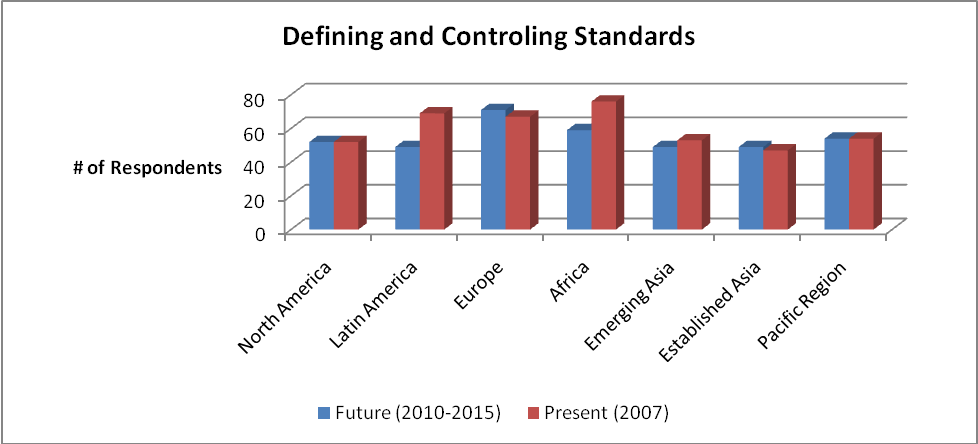 Defining and Controling Standards
80
60
40
20
0
# of Respondents
North America
Latin America
Europe
Africa
Emerging Asia
Established Asia
Pacific Region
Future (2010-2015)
Present (2007)